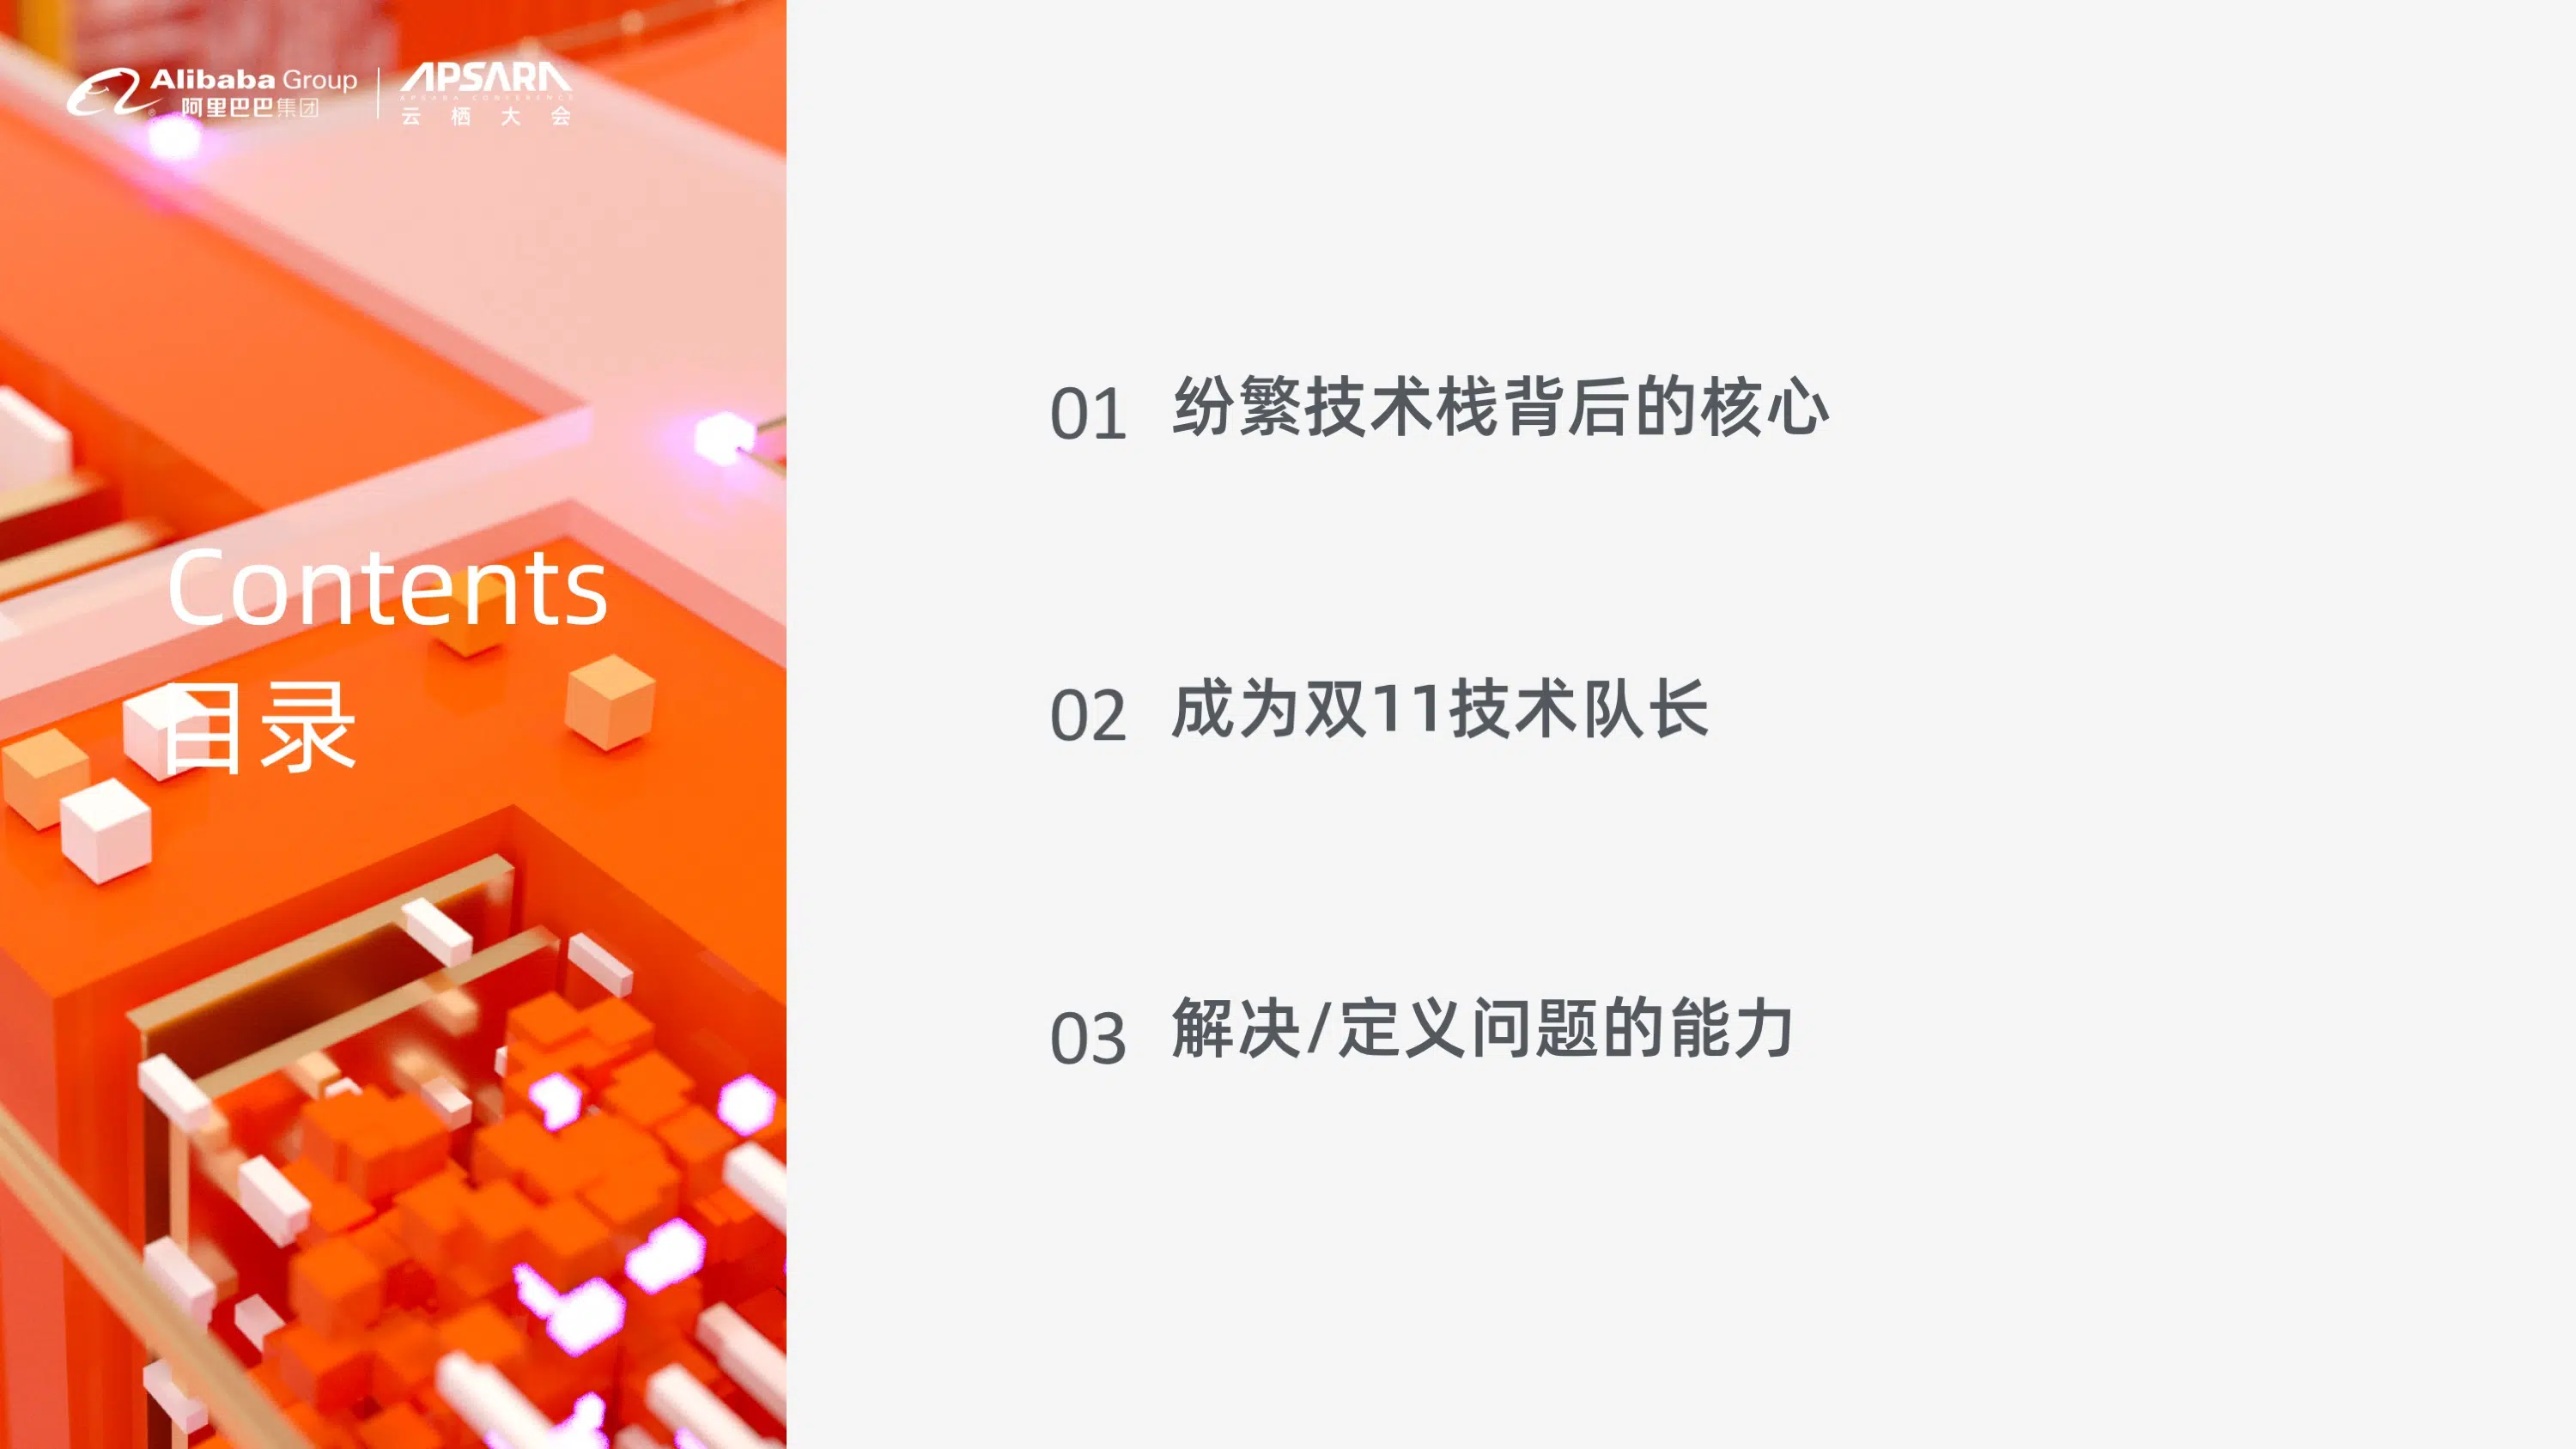 Alibaba Group
阿里巴巴集团
APSARA
APSARA CONFERENCE
云栖大会
Contents
目录
01 纷繁技术栈背后的核心
02 成为双11技术队长
03 解决/定义问题的能力